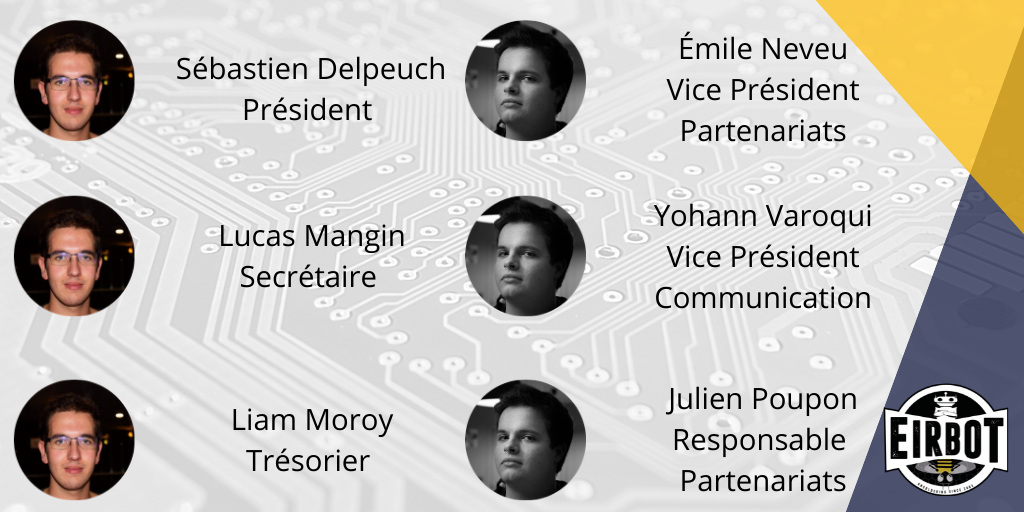 Sébastien Delpeuch
Président
Émile Neveu
Vice Président
Partenariats
Lucas Mangin
Secrétaire
Yohann Varoqui
Vice Président
Communication
Liam Moroy
Trésorier
Julien Poupon
Responsable
Partenariats
EIRBOT